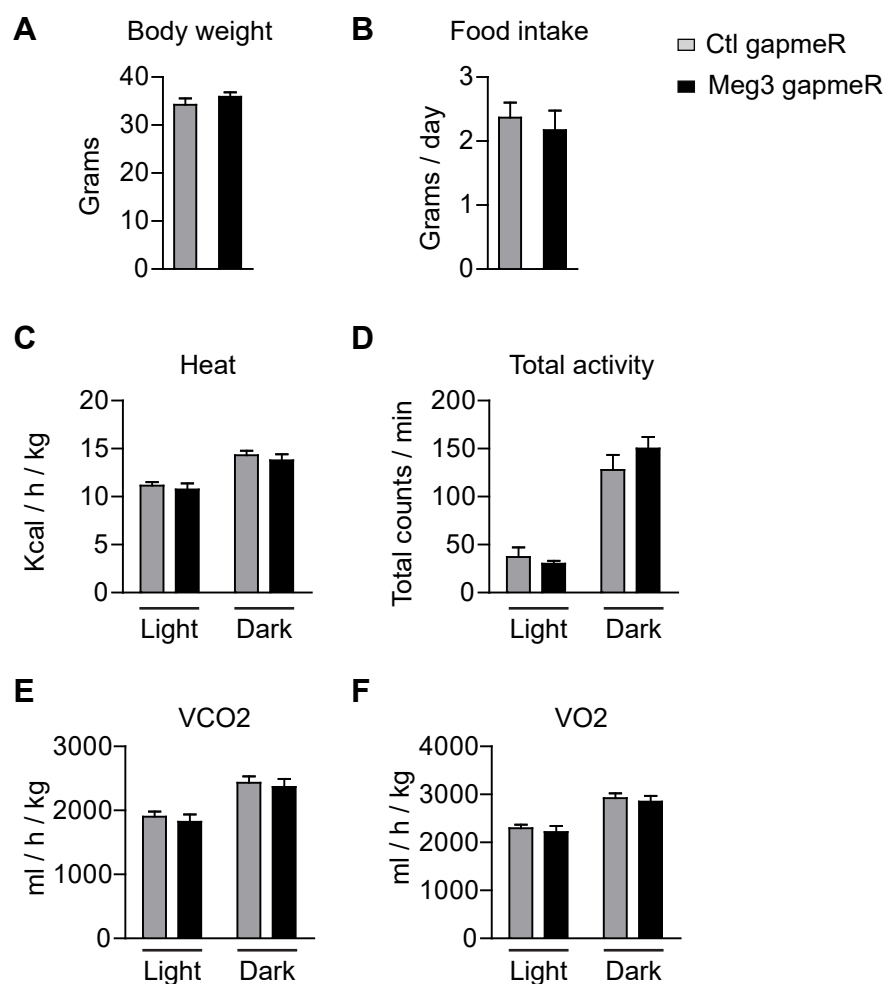 A
Body weight
Grams
40
30
20
10
0
B
Food intake
Grams / day
3
2
1
0
Ctl gapmeR
Meg3 gapmeR
C
Heat
Kcal / h / kg
20
15
10
5
0
Light
Dark
D
Total activity
Total counts / min
200
150
100
50
0
Light
Dark
E
VCO2
ml / h / kg
3000
2000
1000
0
Light
Dark
F
VO2
ml / h / kg
4000
3000
2000
1000
0
Light
Dark